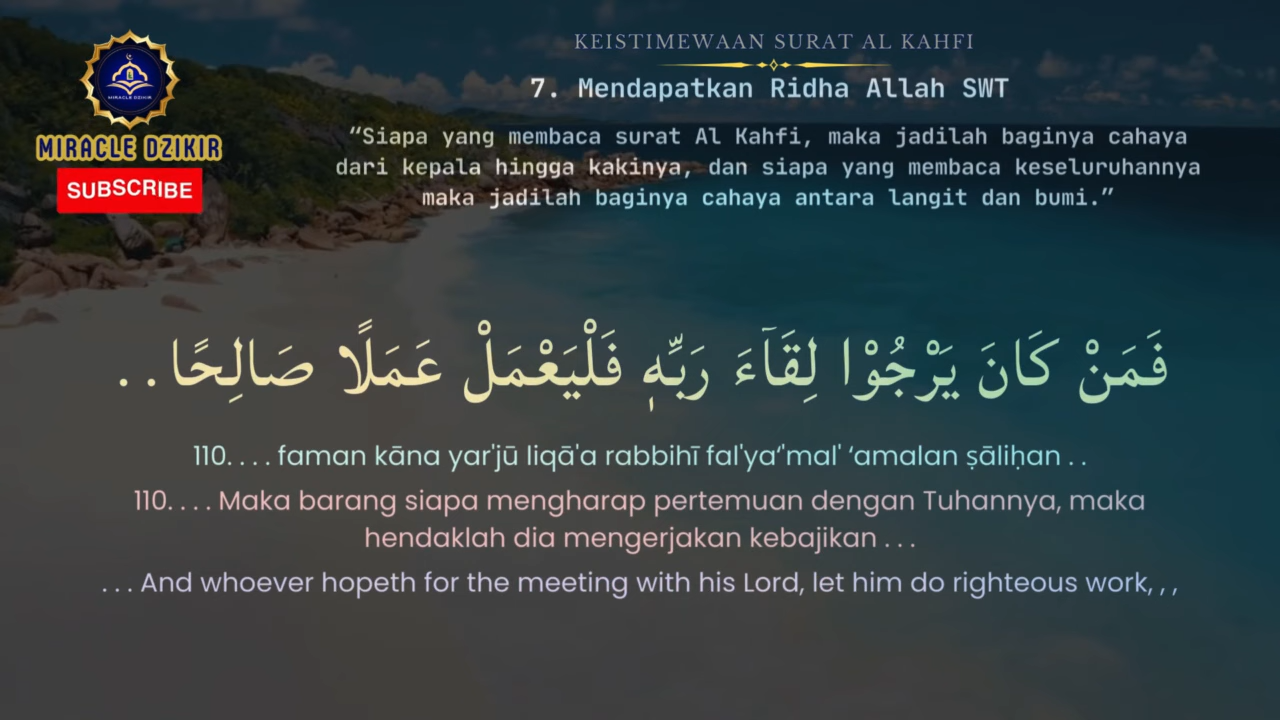 MIRACLE DZIKIR
MIRACLE DZIKIR
SUBSCRIBE
KEISTIMEWAAN SURAT AL KAHFI
7. Mendapatkan Ridha Allah SWT
“Siapa yang membaca surat Al Kahfi, maka jadilah baginya cahaya
dari kepala hingga kakinya, dan siapa yang membaca keseluruhannya
maka jadilah baginya cahaya antara langit dan bumi.”
فَمَنْ كَانَ يَرْجُوْا لِقَآءَ رَبِّهٖ فَلْيَعْمَلْ عَمَلًا صَالِحًا . .
110. . . . faman kāna yar'jū liqā'a rabbihī fal'ya‘'mal' ‘amalan ṣāliḥan . .
110. . . . Maka barang siapa mengharap pertemuan dengan Tuhannya, maka
hendaklah dia mengerjakan kebajikan . . .
. . . And whoever hopeth for the meeting with his Lord, let him do righteous work, , ,